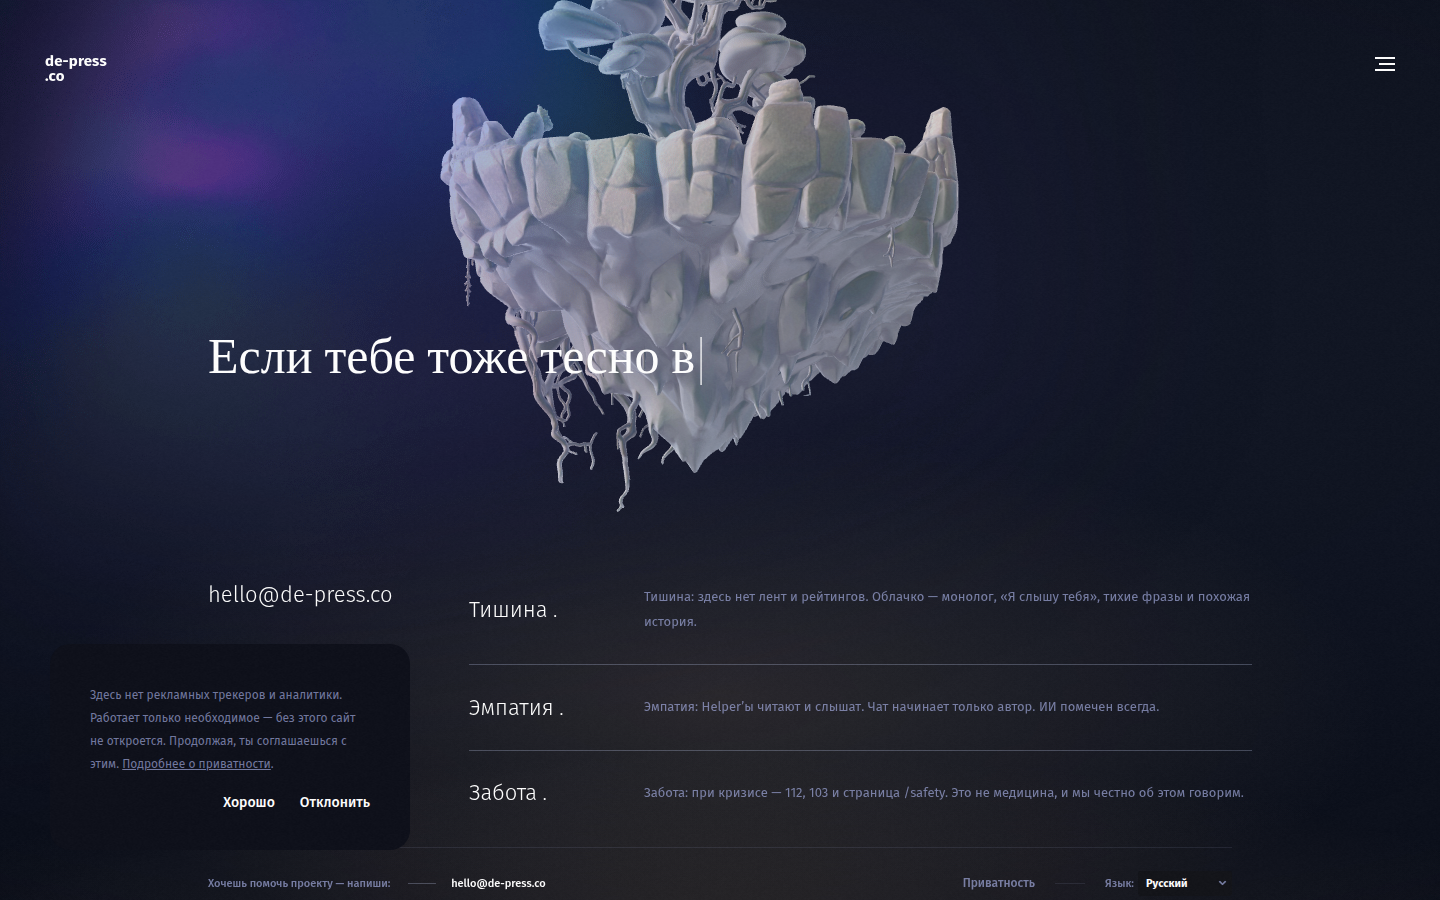 de-press
.co
Если тебе тоже тесно в
hello@de-press.co
Тишина .
Тишина: здесь нет лент и рейтингов. Облачко — монолог, «Я слышу тебя», тихие фразы и похожая
история.
Эмпатия .
Эмпатия: Helper'ы читают и слышат. Чат начинает только автор. ИИ помечен всегда.
Забота .
Забота: при кризисе — 112, 103 и страница /safety. Это не медицина, и мы честно об этом говорим.
Здесь нет рекламных трекеров и аналитики.
Работает только необходимое — без этого сайт
не откроется. Продолжая, ты соглашаешься с
этим. Подробнее о приватности.
Хорошо Отклонить
Хочешь помочь проекту — напиши: hello@de-press.co
Приватность Язык: Русский